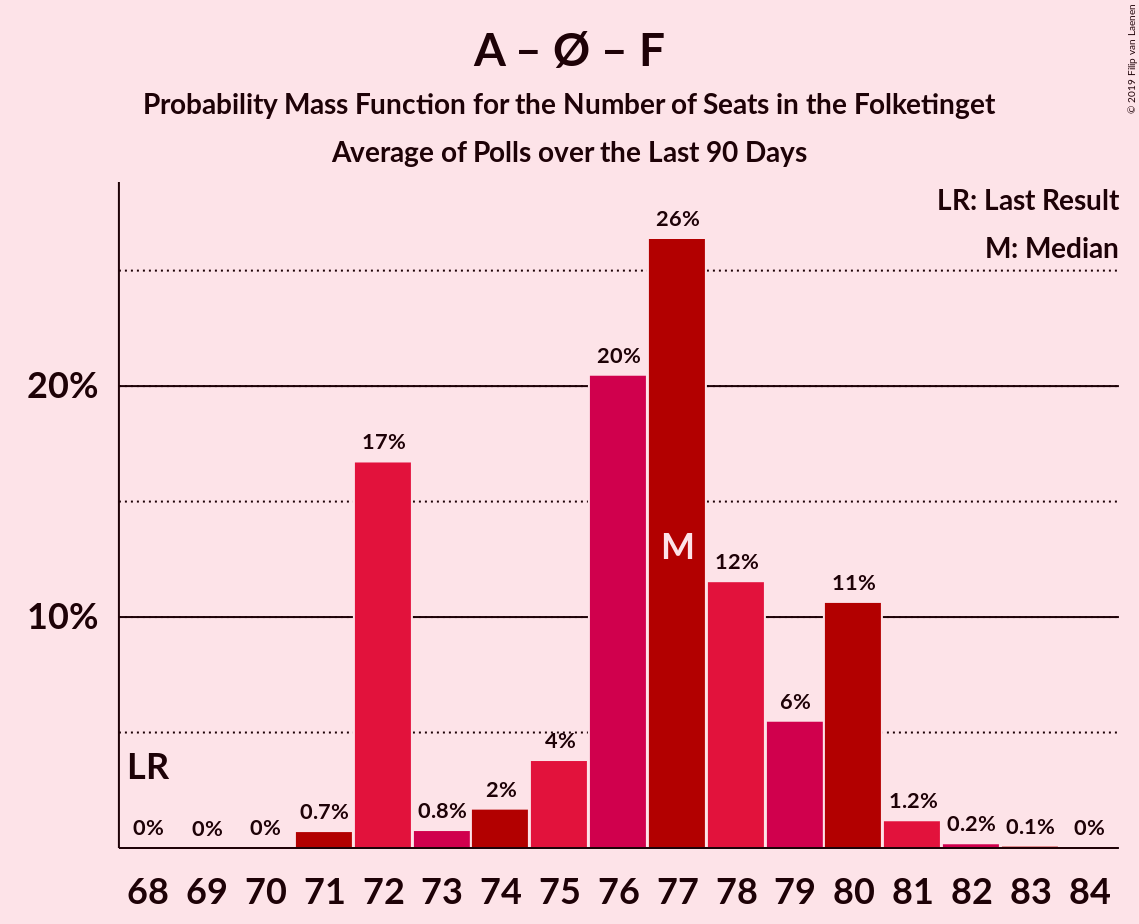 A – Ø – F
Probability Mass Function for the Number of Seats in the Folketinget
Average of Polls over the Last 90 Days
© 2019 Filip van Laenen
LR: Last Result
M: Median
26%
20%
20%
17%
M
12%
11%
10%
6%
4%
LR
2%
1.2%
0.7%
0.8%
0%
0%
0%
0.2%
0.1%
0%
68 69 70 71 72 73 74 75 76 77 78 79 80 81 82 83 84